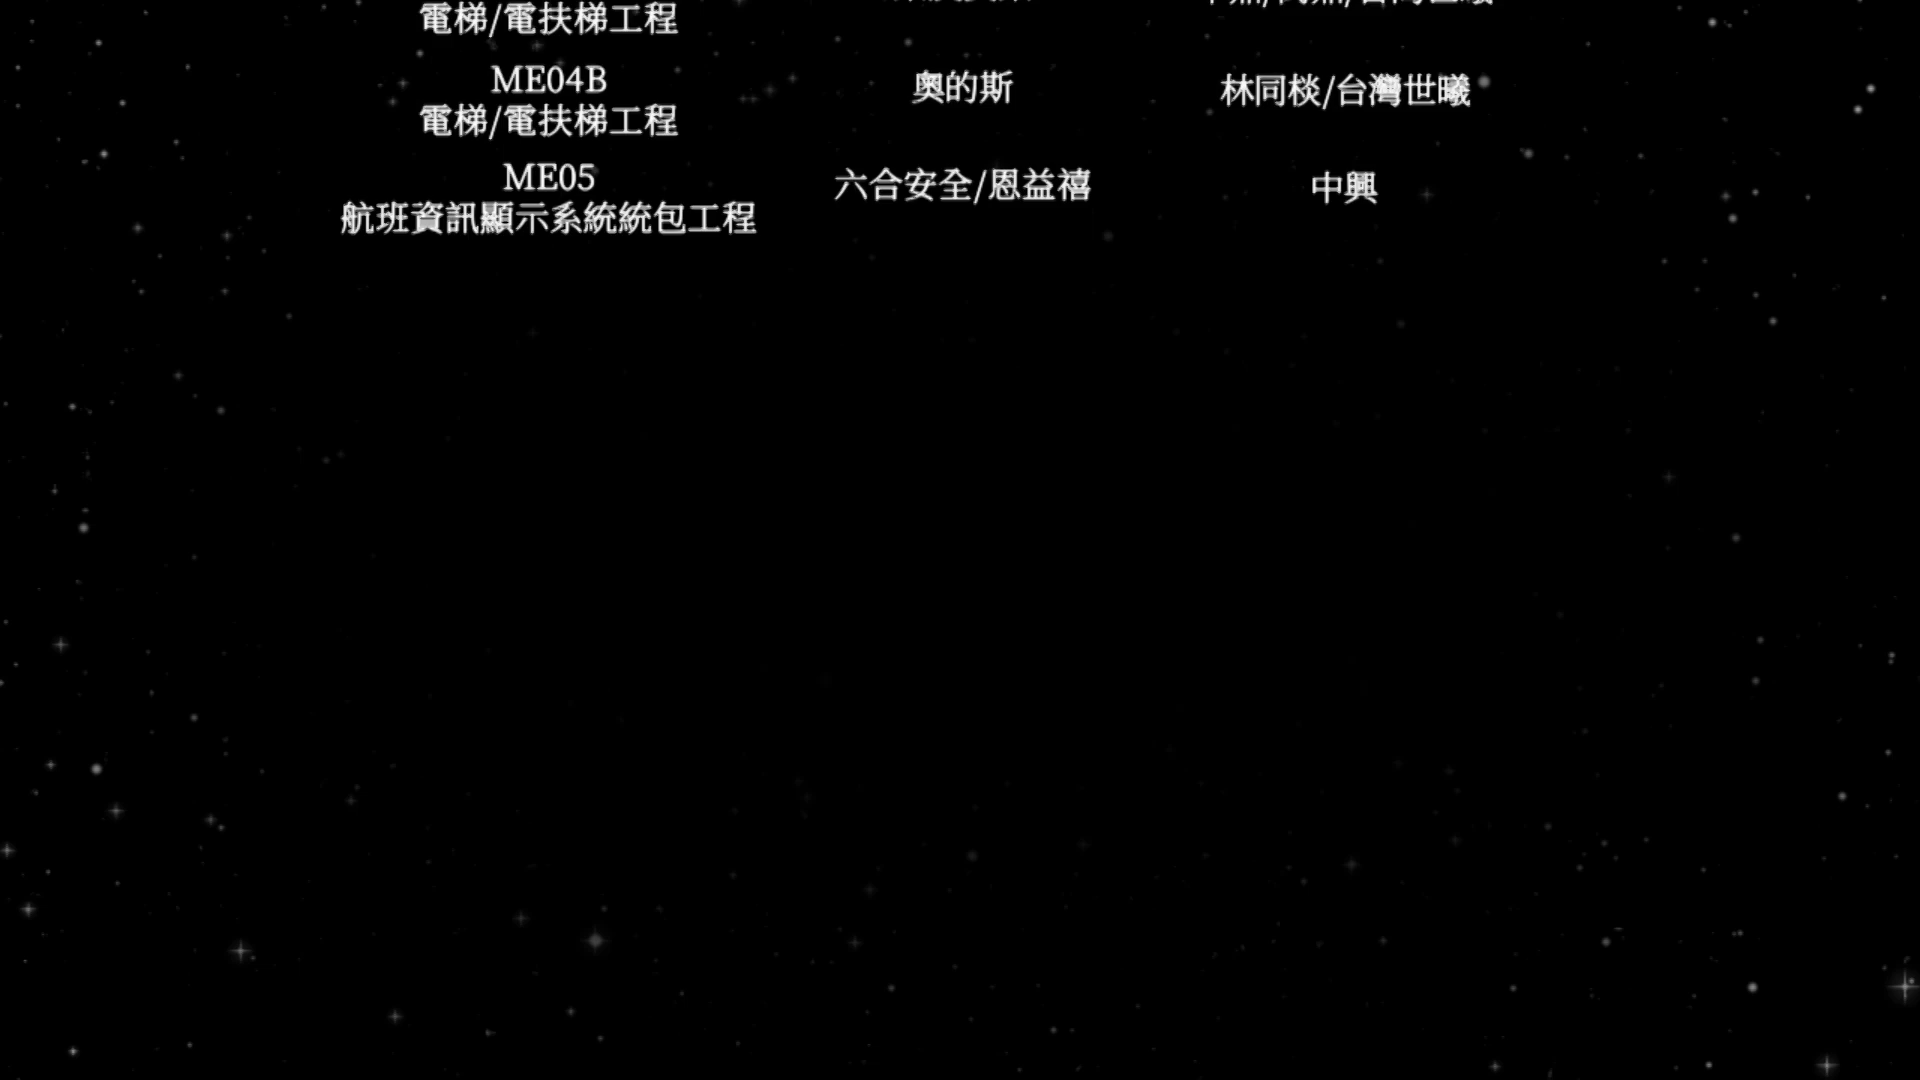 電梯/電扶梯工程
ME04B
電梯/電扶梯工程
奧的斯
林同棪/台灣世曦
ME05
航班資訊顯示系統統包工程
六合安全/恩益禧
中興